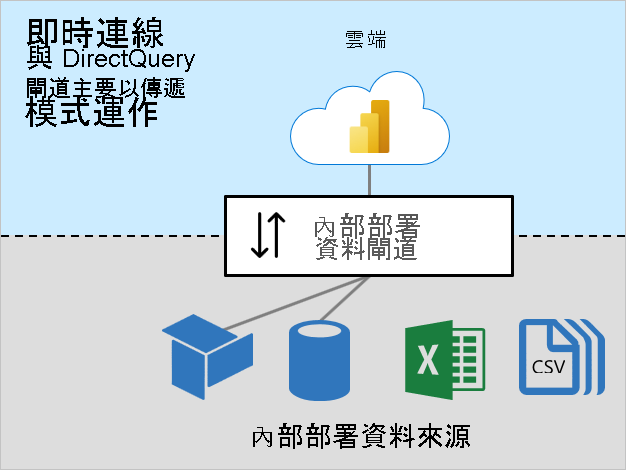 即時連線
與 DirectQuery
閘道主要以傳遞
模式運作
雲端
內部部署
資料閘道
X
CSV
內部部署資料來源